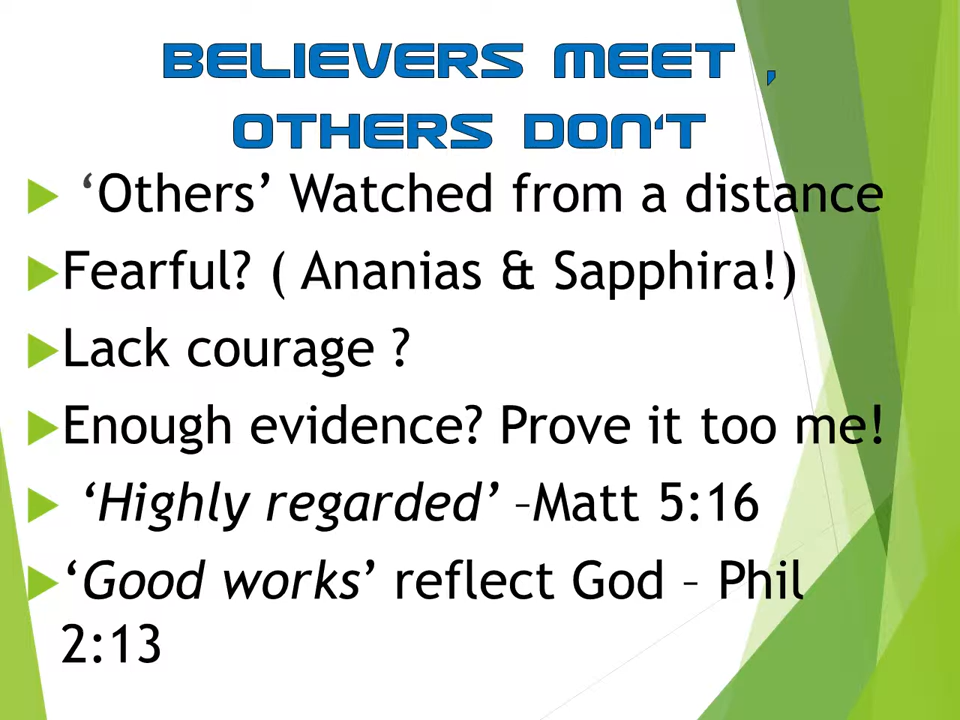 BELIEVERS MEET ,
OTHERS DON'T
‘Others’ Watched from a distance
Fearful? ( Ananias & Sapphira!)
Lack courage ?
Enough evidence? Prove it too me!
‘Highly regarded’ –Matt 5:16
‘Good works’ reflect God – Phil
2:13